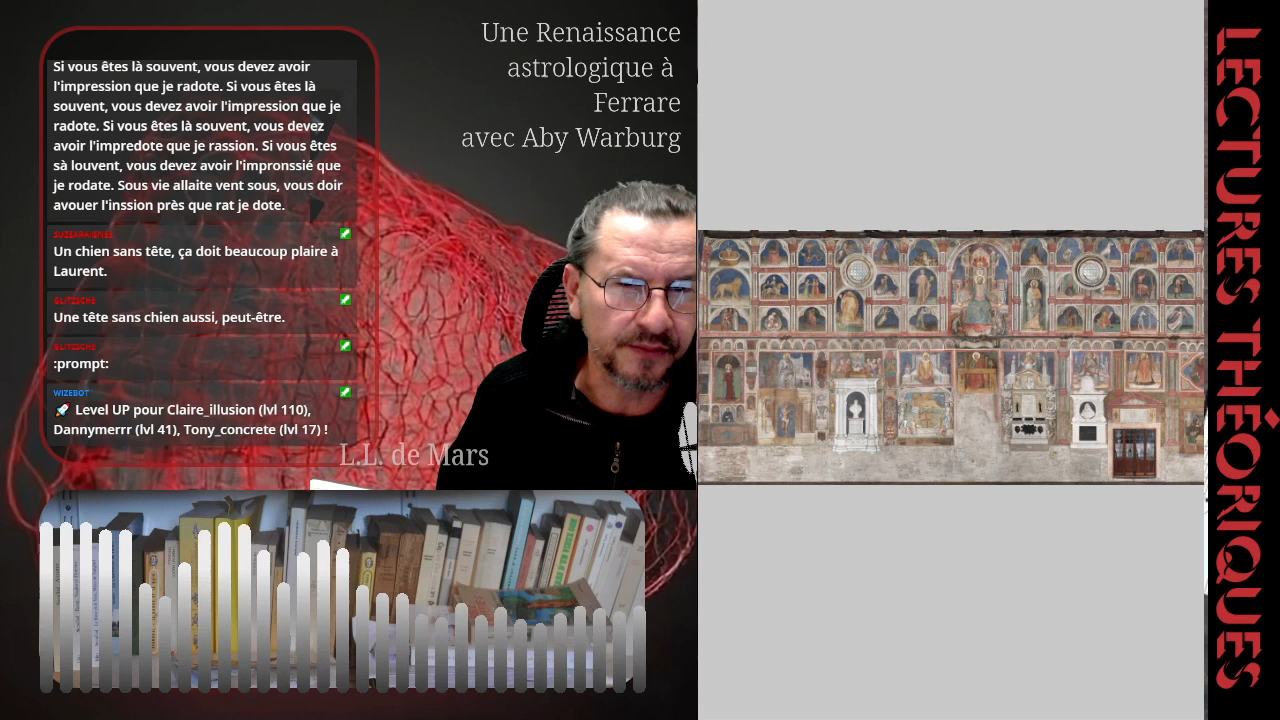 Si vous êtes là souvent, vous devez avoir
l'impression que je radote. Si vous êtes là
souvent, vous devez avoir l'impression que je
radote. Si vous êtes là souvent, vous devez
avoir l'impredote que je rassion. Si vous êtes
sà louvent, vous devez avoir l'impronssié que
je rodate. Sous vie allaite vent sous, vous doir
avouer l'inssion près que rat je dote.
SUZEARAIGNEE
Un chien sans tête, ça doit beaucoup plaire à
Laurent.
GLITZSCHE
Une tête sans chien aussi, peut-être.
GLITZSCHE
:prompt:
WIZEBOT
🚀 Level UP pour Claire_illusion (lvl 110),
Dannymerrr (lvl 41), Tony_concrete (lvl 17) !
Une Renaissance
astrologique à
Ferrare
avec Aby Warburg
L.L. de Mars
LECTURES THÉORIQUES